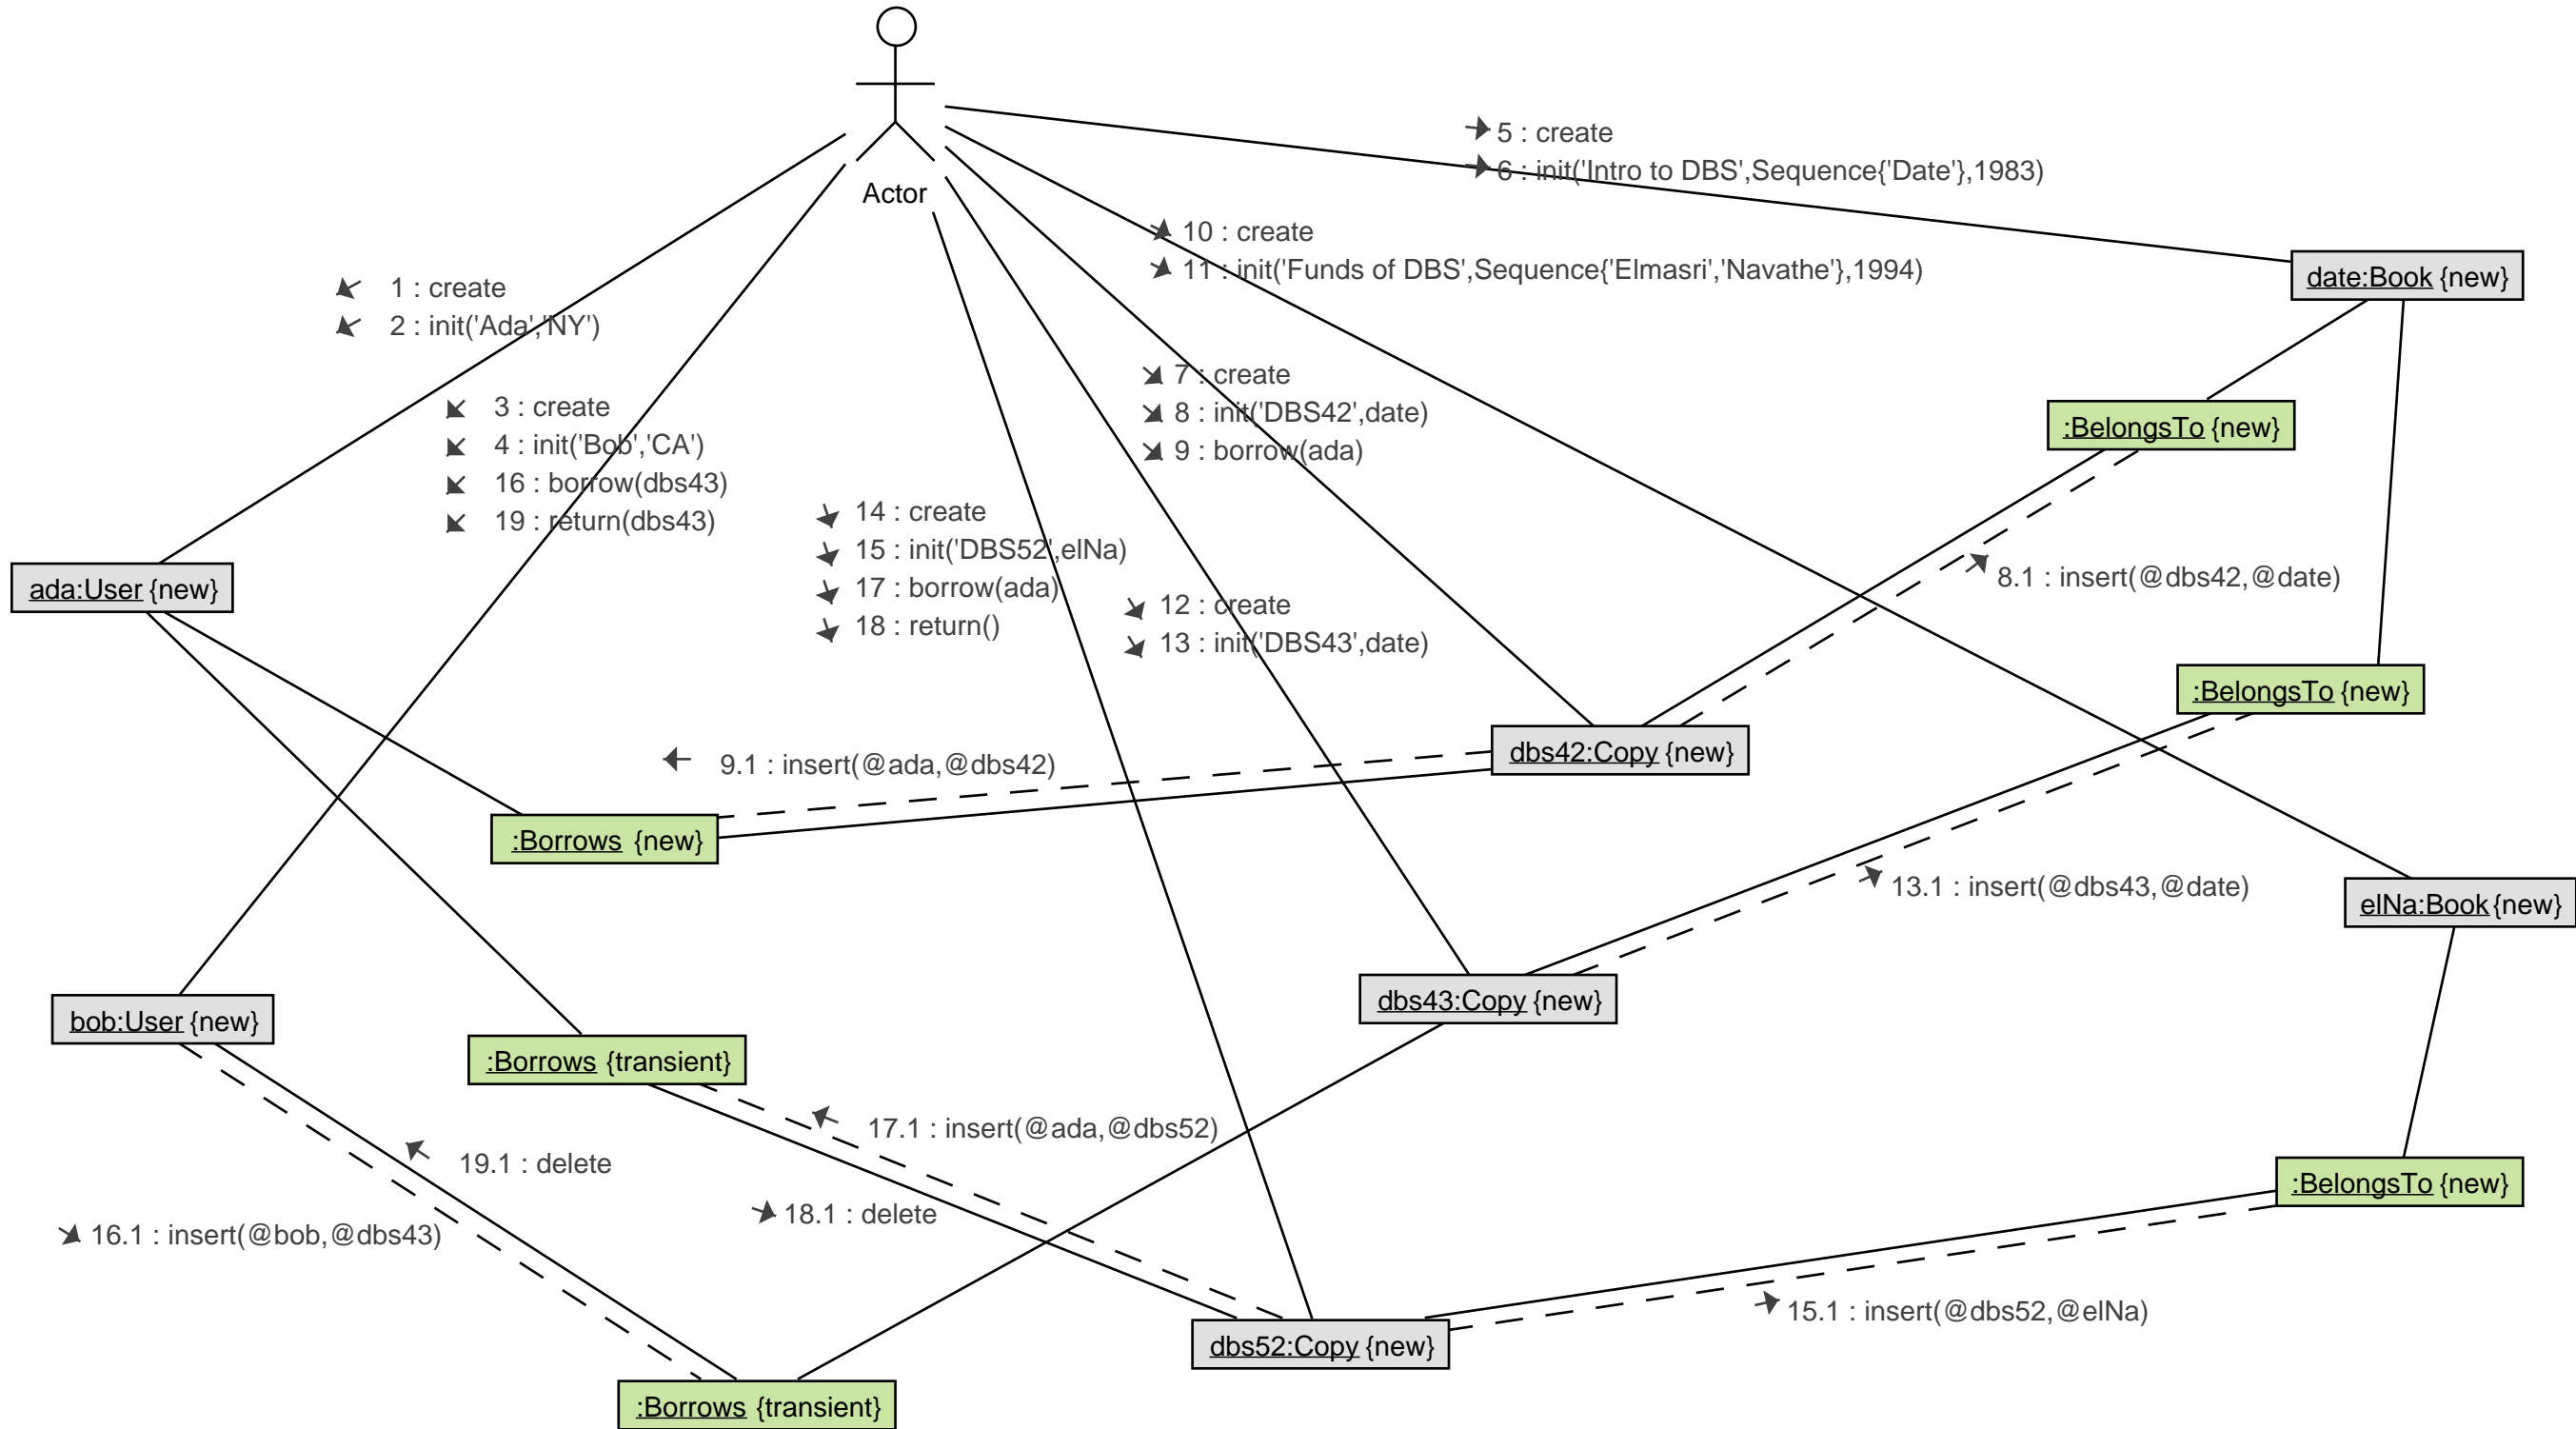 Actor
5 : create
6 : init('Intro to DBS',Sequence{'Date'},1983)
10 : create
11 : init('Funds of DBS',Sequence{'Elmasri','Navathe'},1994)
date:Book {new}
1 : create
2 : init('Ada','NY')
7 : create
8 : init('DBS42',date)
9 : borrow(ada)
3 : create
4 : init('Bob','CA')
16 : borrow(dbs43)
19 : return(dbs43)
:BelongsTo {new}
14 : create
15 : init('DBS52',elNa)
17 : borrow(ada)
18 : return()
ada:User {new}
8.1 : insert(@dbs42,@date)
12 : create
13 : init('DBS43',date)
:BelongsTo {new}
dbs42:Copy {new}
9.1 : insert(@ada,@dbs42)
:Borrows {new}
13.1 : insert(@dbs43,@date)
elNa:Book {new}
dbs43:Copy {new}
bob:User {new}
:Borrows {transient}
17.1 : insert(@ada,@dbs52)
19.1 : delete
:BelongsTo {new}
18.1 : delete
16.1 : insert(@bob,@dbs43)
15.1 : insert(@dbs52,@elNa)
dbs52:Copy {new}
:Borrows {transient}